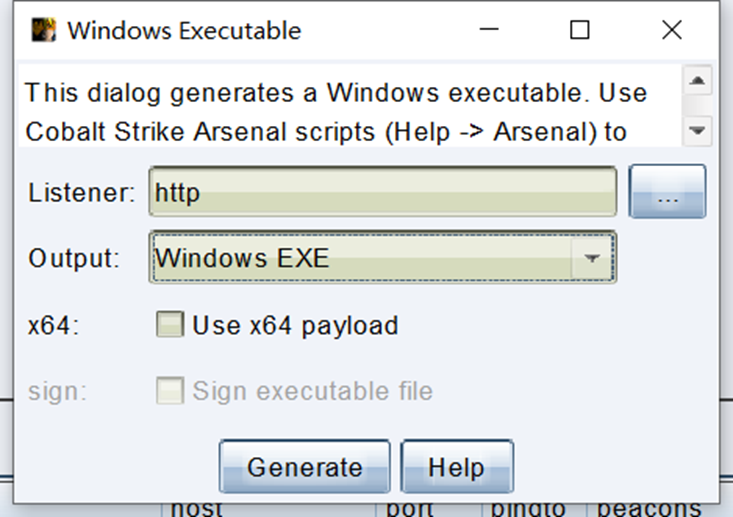 Windows Executable
This dialog generates a Windows executable. Use
Cobalt Strike Arsenal scripts (Help -> Arsenal) to
Listener: http ...
Output: Windows EXE
x64: Use x64 payload
sign: Sign executable file
Generate Help
host port bindto beacons